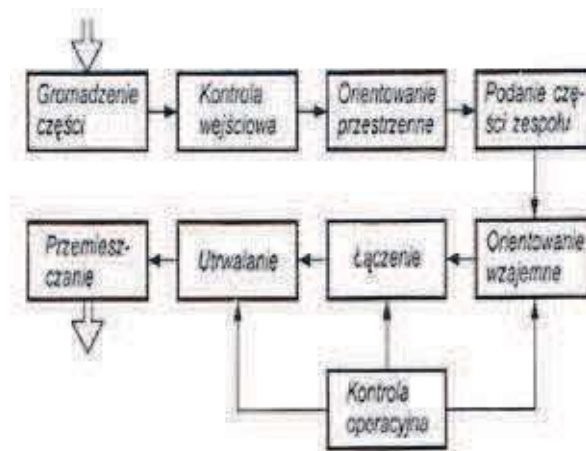 Gromadzenie
części
Kontrola
wejściowa
Orientowanie
przestrzenne
Podanie czę-
ści zespołu
Przemiesz-
czanie
Utrwalanie
Łączenie
Orientowanie
wzajemne
Kontrola
operacyjna